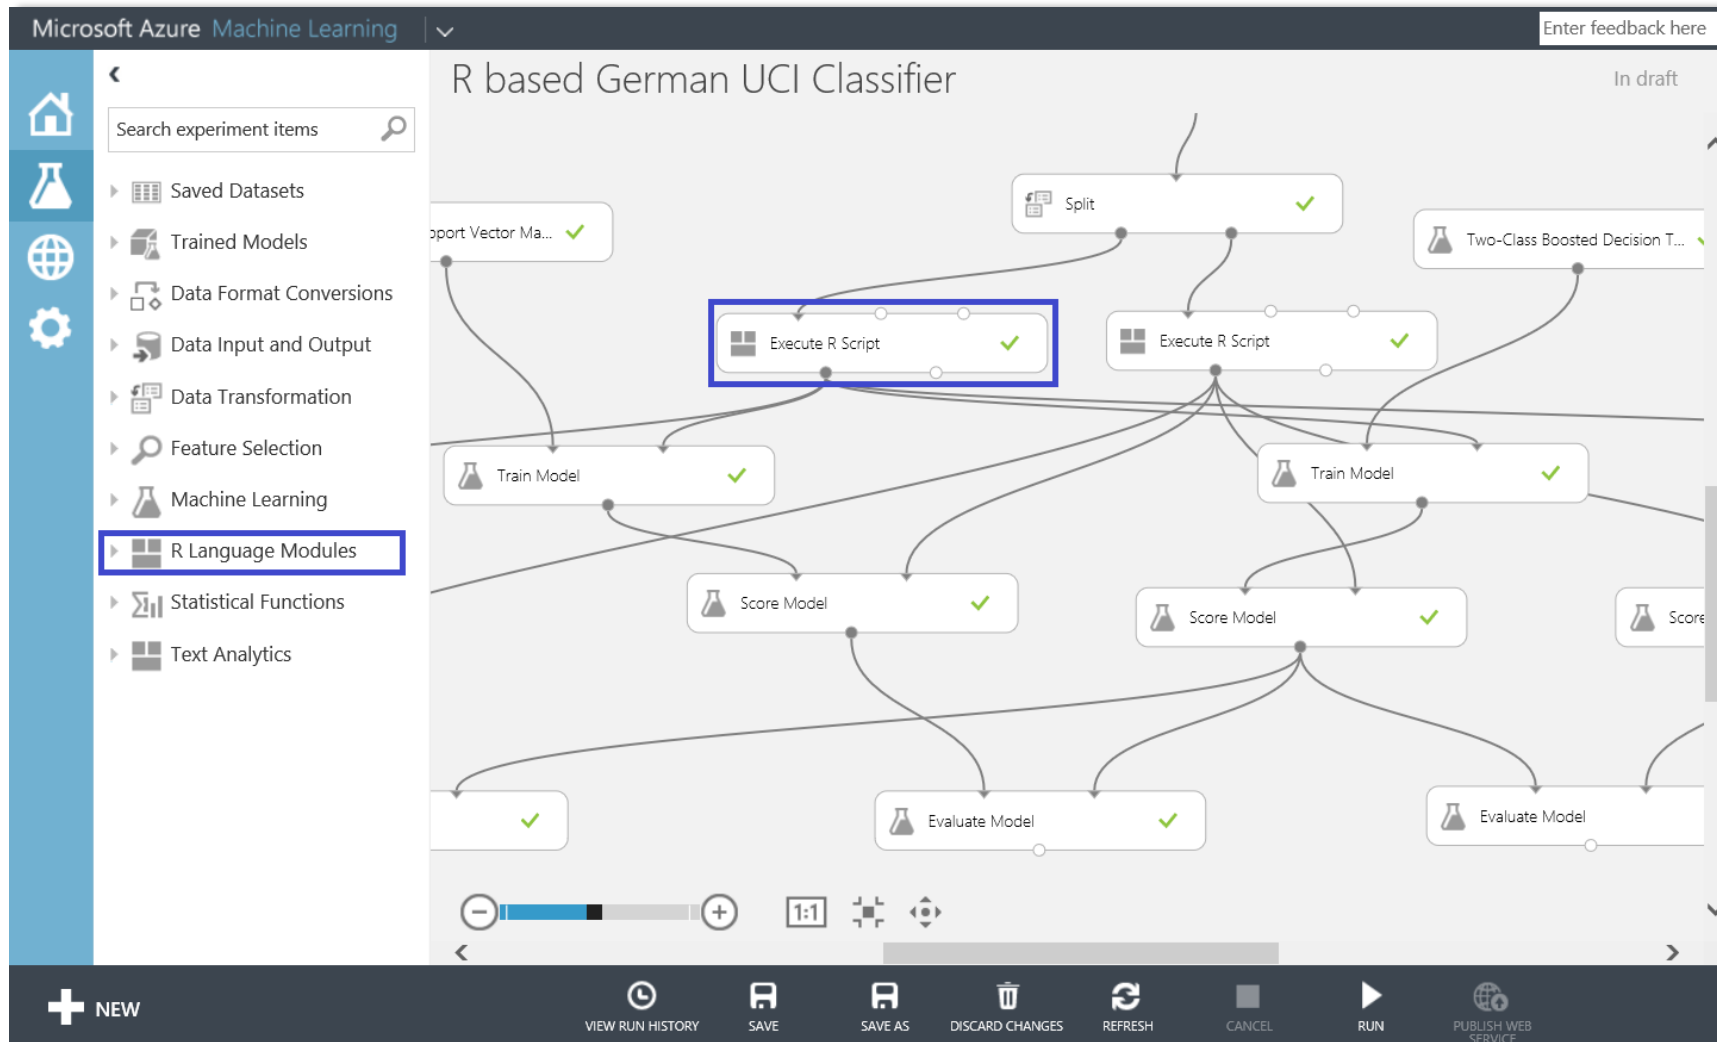 Microsoft Azure Machine Learning
Enter feedback here
R based German UCI Classifier
In draft
Search experiment items
Saved Datasets
Trained Models
Data Format Conversions
Data Input and Output
Data Transformation
Feature Selection
Machine Learning
R Language Modules
Statistical Functions
Text Analytics
Split
pport Vector Ma...
Two-Class Boosted Decision T...
Execute R Script
Execute R Script
Train Model
Train Model
Score Model
Score Model
Score
Evaluate Model
Evaluate Model
1:1
NEW
VIEW RUN HISTORY
SAVE
SAVE AS
DISCARD CHANGES
REFRESH
CANCEL
RUN
PUBLISH WEB
SERVICE